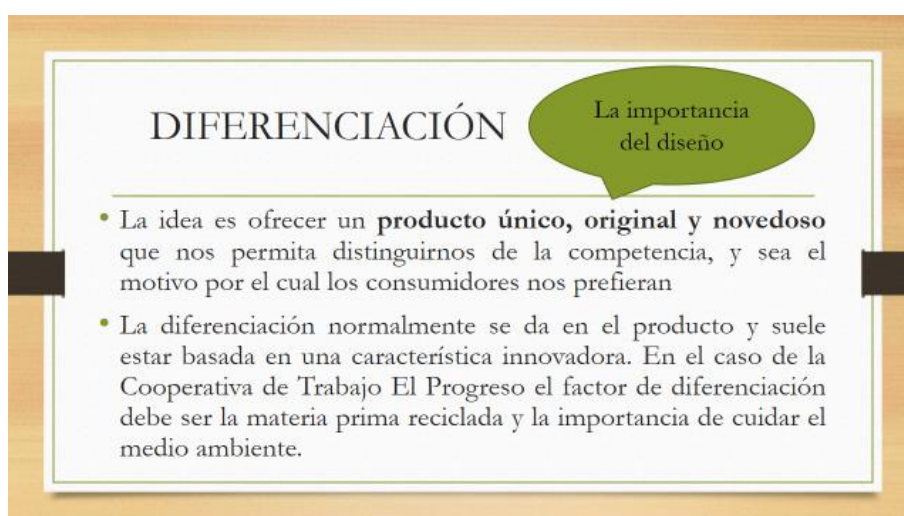 DIFERENCIACIÓN
La importancia
del diseño
• La idea es ofrecer un producto único, original y novedoso
que nos permita distinguirnos de la competencia, y sea el
motivo por el cual los consumidores nos prefieran
• La diferenciación normalmente se da en el producto y suele
estar basada en una característica innovadora. En el caso de la
Cooperativa de Trabajo El Progreso el factor de diferenciación
debe ser la materia prima reciclada y la importancia de cuidar el
medio ambiente.